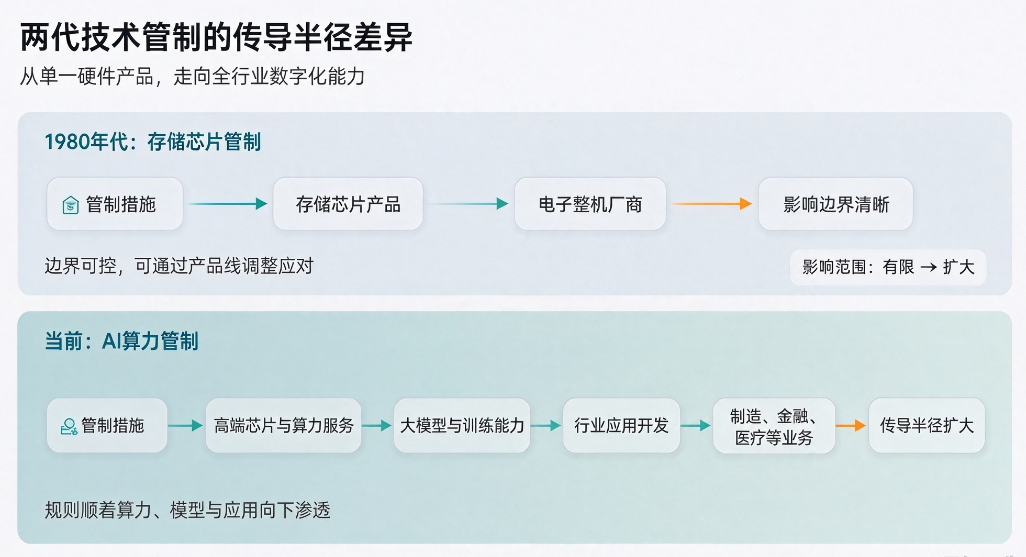 两代技术管制的传导半径差异
从单一硬件产品，走向全行业数字化能力
1980年代：存储芯片管制
管制措施
存储芯片产品
电子整机厂商
影响边界清晰
边界可控，可通过产品线调整应对
影响范围：有限 → 扩大
当前：AI算力管制
管制措施
高端芯片与算力服务
大模型与训练能力
行业应用开发
制造、金融、
医疗等业务
传导半径扩大
规则顺着算力、模型与应用向下渗透